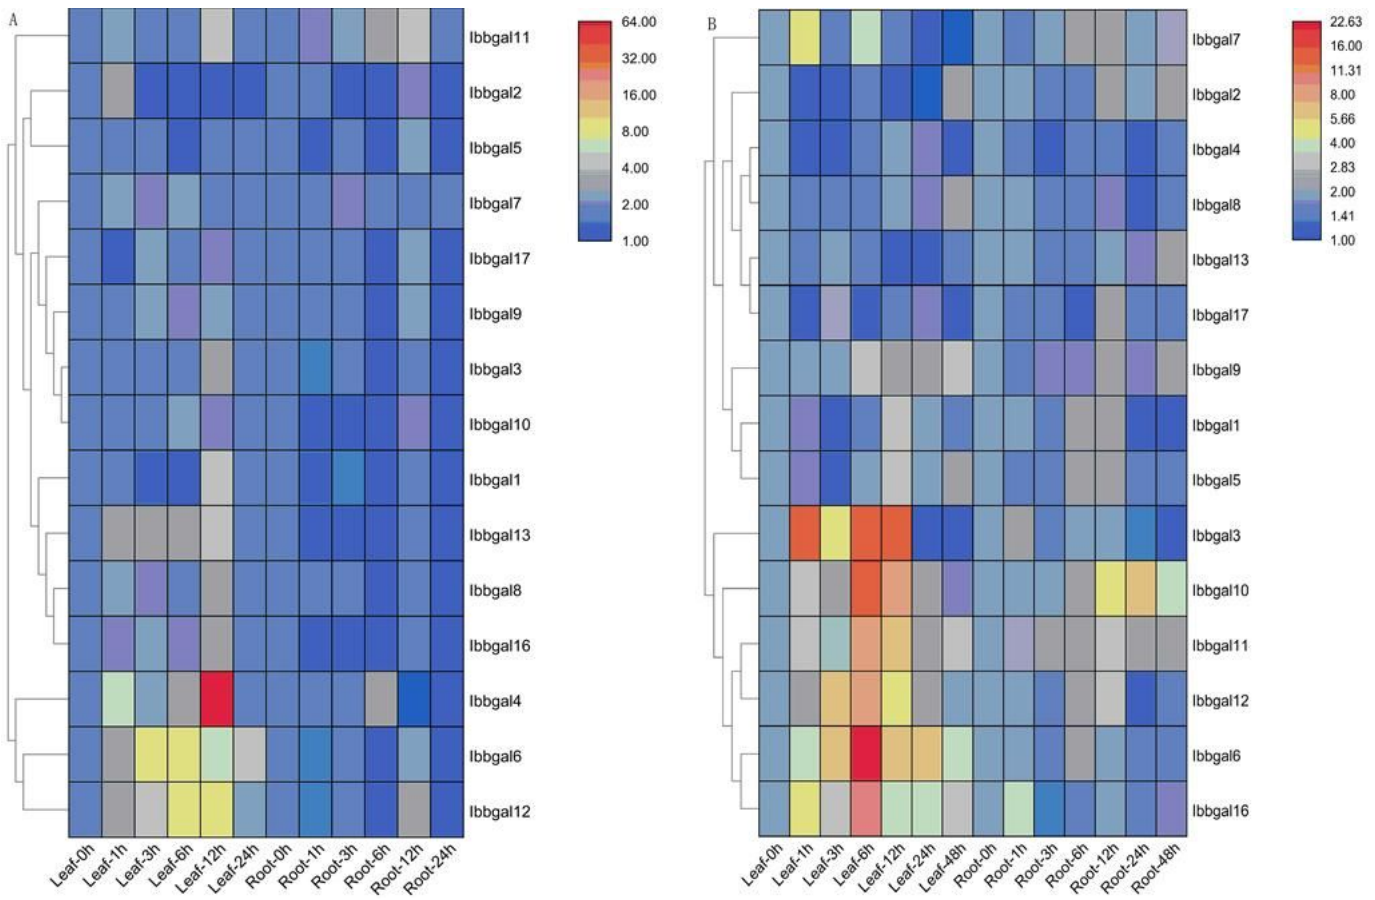 A
Ibbgal11
Ibbgal2
Ibbgal5
Ibbgal7
Ibbgal17
Ibbgal9
Ibbgal3
Ibbgal10
Ibbgal1
Ibbgal13
Ibbgal8
Ibbgal16
Ibbgal4
Ibbgal6
Ibbgal12
Leaf-0h
Leaf-1h
Leaf-3h
Leaf-6h
Leaf-12h
Leaf-24h
Root-0h
Root-1h
Root-3h
Root-6h
Root-12h
Root-24h
64.00
32.00
16.00
8.00
4.00
2.00
1.00
B
Ibbgal7
Ibbgal2
Ibbgal4
Ibbgal8
Ibbgal13
Ibbgal17
Ibbgal9
Ibbgal1
Ibbgal5
Ibbgal3
Ibbgal10
Ibbgal11
Ibbgal12
Ibbgal6
Ibbgal16
Leaf-0h
Leaf-1h
Leaf-3h
Leaf-6h
Leaf-12h
Leaf-24h
Leaf-48h
Root-0h
Root-1h
Root-3h
Root-6h
Root-12h
Root-24h
Root-48h
22.63
16.00
11.31
8.00
5.66
4.00
2.83
2.00
1.41
1.00